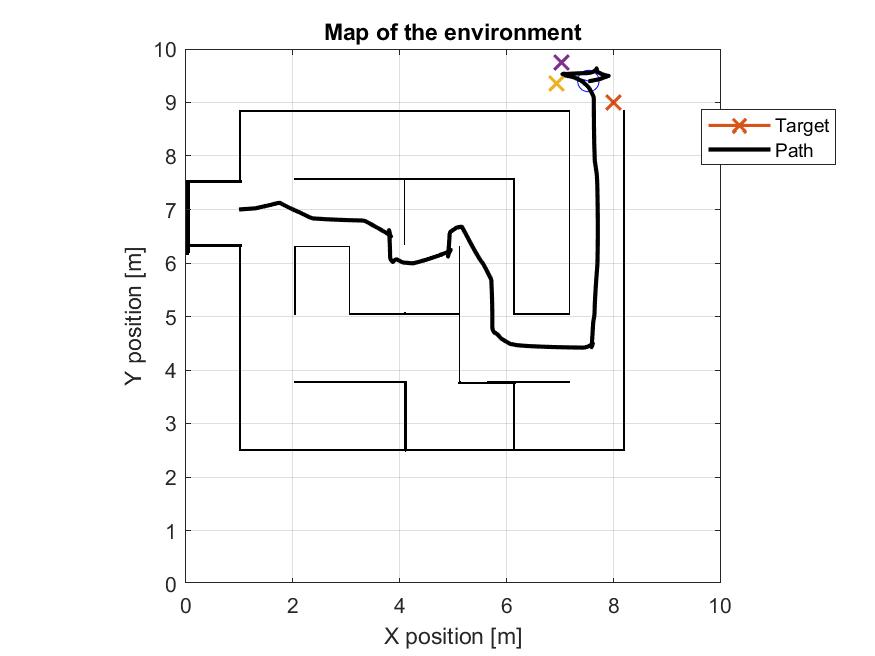 Map of the environment
10
9
8
7
6
5
4
3
2
1
0
Y position [m]
0 2 4 6 8 10
X position [m]
Target
Path